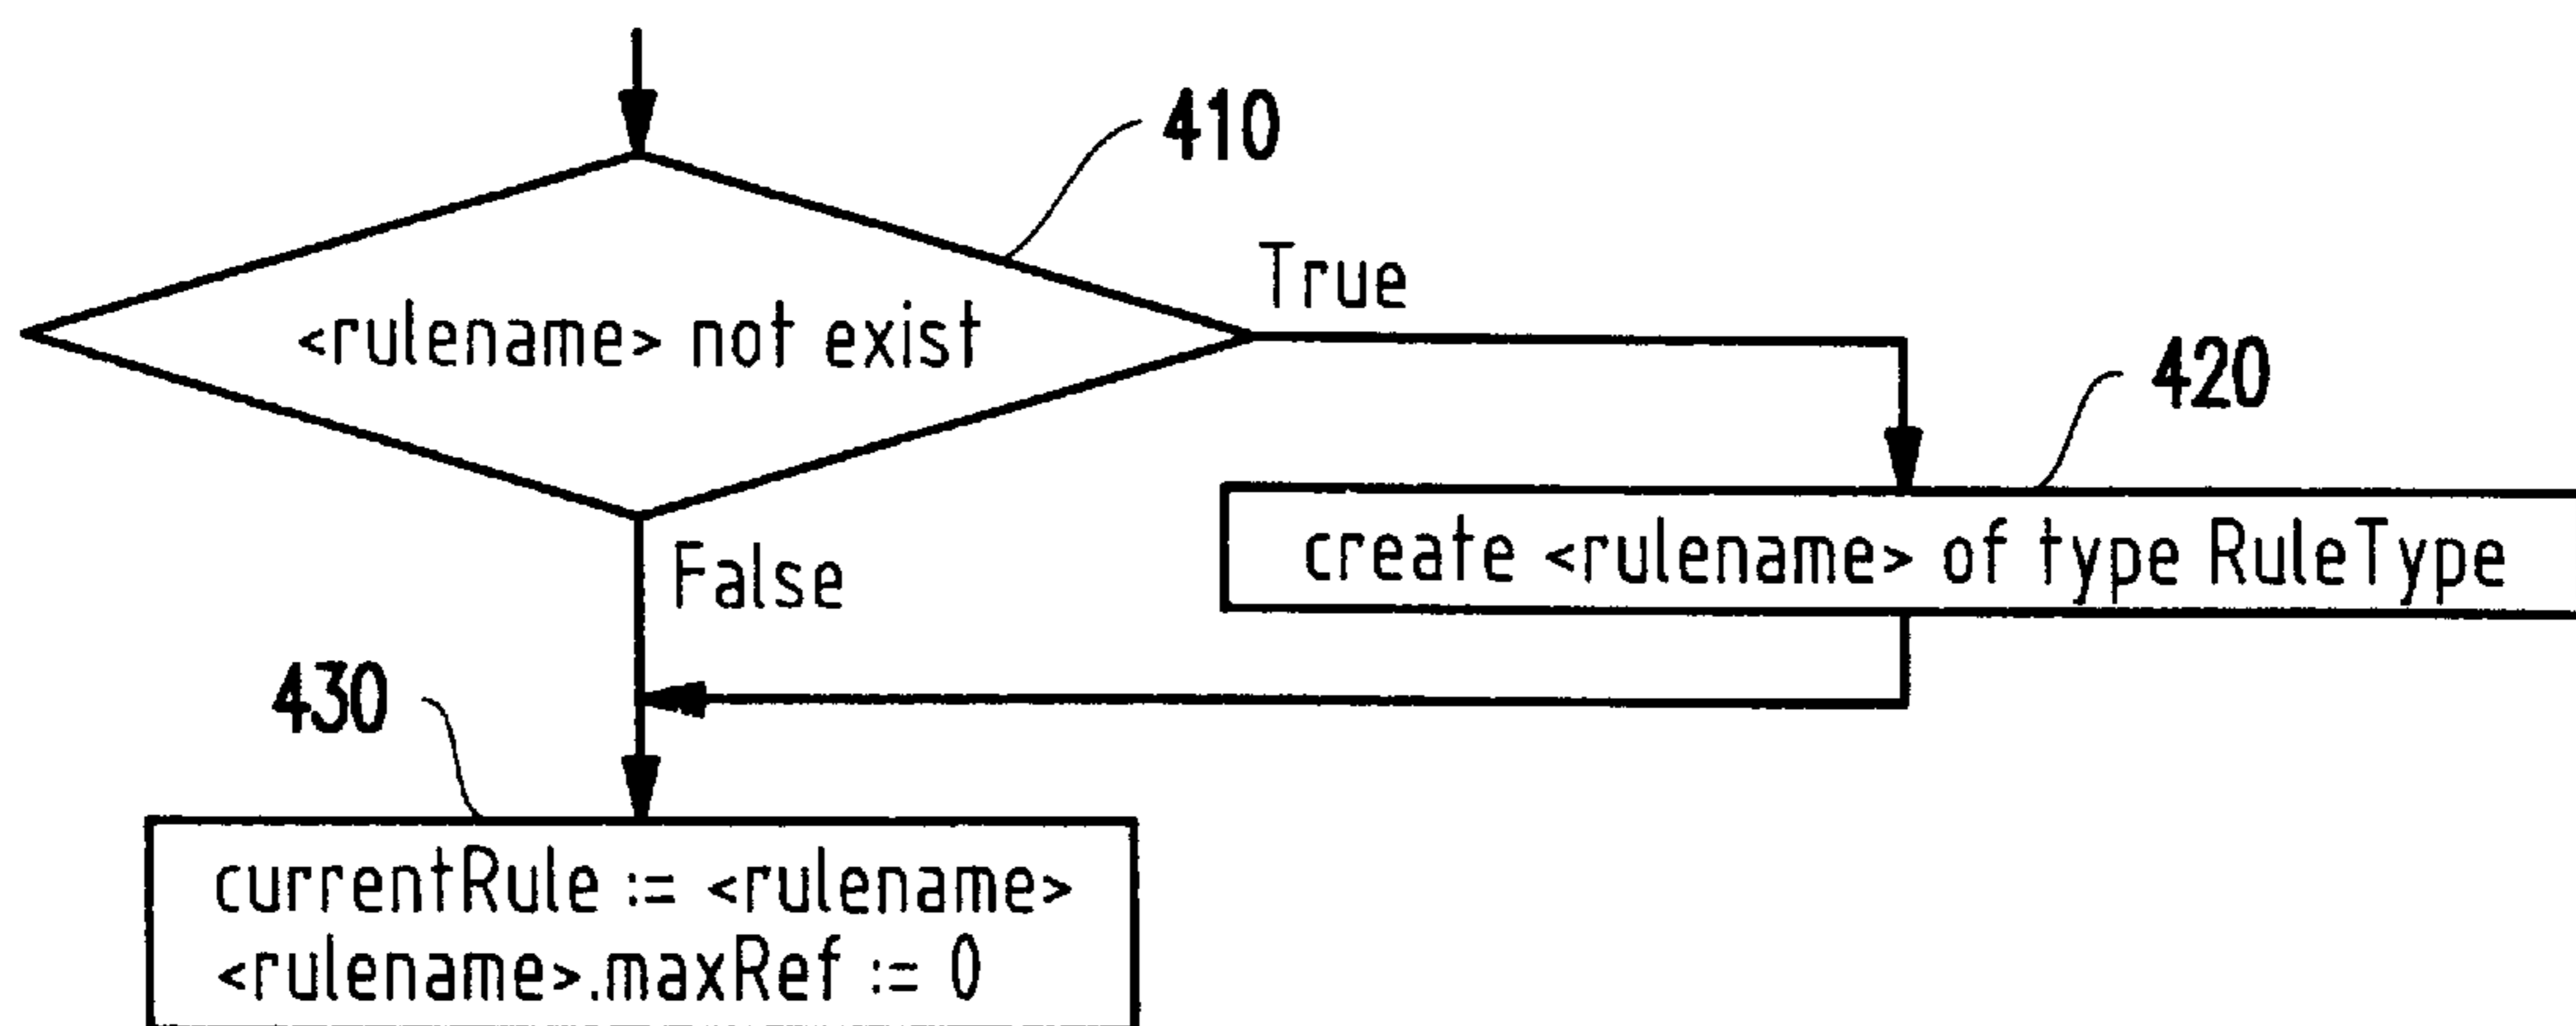 410
True
<rulename> not exist
420
create <rulename> of type RuleType
False
430
currentRule := <rulename>
<rulename>.maxRef := 0